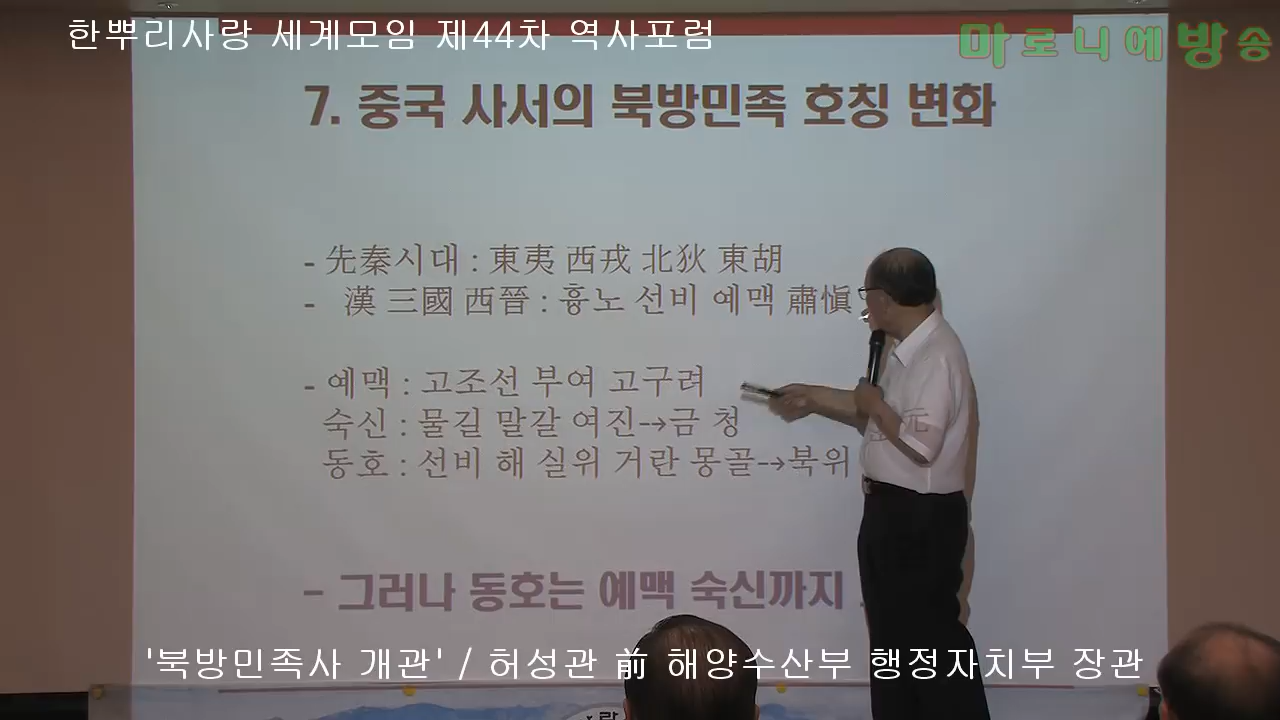 한뿌리사랑 세계모임 제44차 역사포럼
마로니에방송
7. 중국 사서의 북방민족 호칭 변화
- 先秦시대 : 東夷 西戎 北狄 東胡
- 漢 三國 西晉 : 흉노 선비 예맥 肅愼
- 예맥 : 고조선 부여 고구려
숙신 : 물길 말갈 여진→금 청
동호 : 선비 해 실위 거란 몽골→북위
元
- 그러나 동호는 예맥 숙신까지
'북방민족사 개관' / 허성관 前 해양수산부 행정자치부 장관